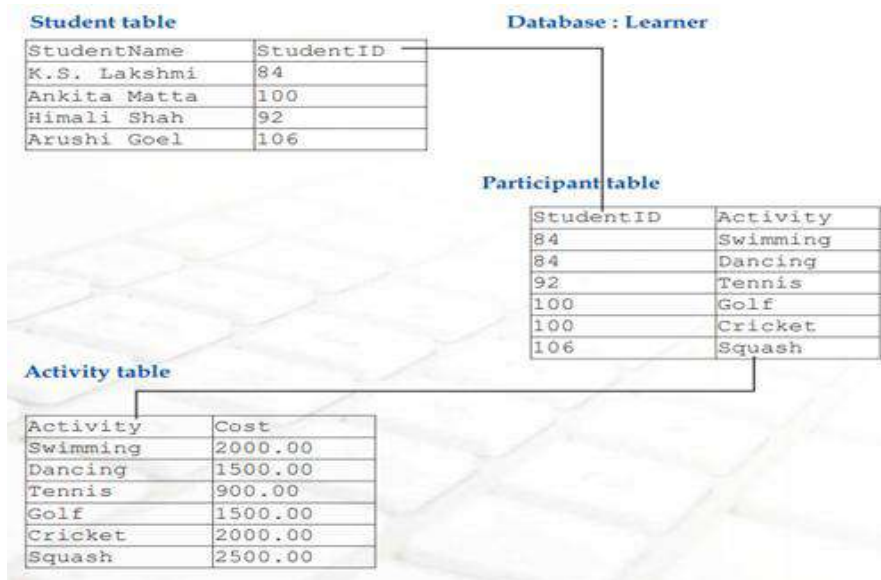 Student table
Database : Learner
StudentName StudentID
K.S. Lakshmi 84
Ankita Matta 100
Himali Shah 92
Arushi Goel 106
Participant table
StudentID Activity
84 Swimming
84 Dancing
92 Tennis
100 Golf
100 Cricket
106 Squash
Activity table
Activity Cost
Swimming 2000.00
Dancing 1500.00
Tennis 900.00
Golf 1500.00
Cricket 2000.00
Squash 2500.00